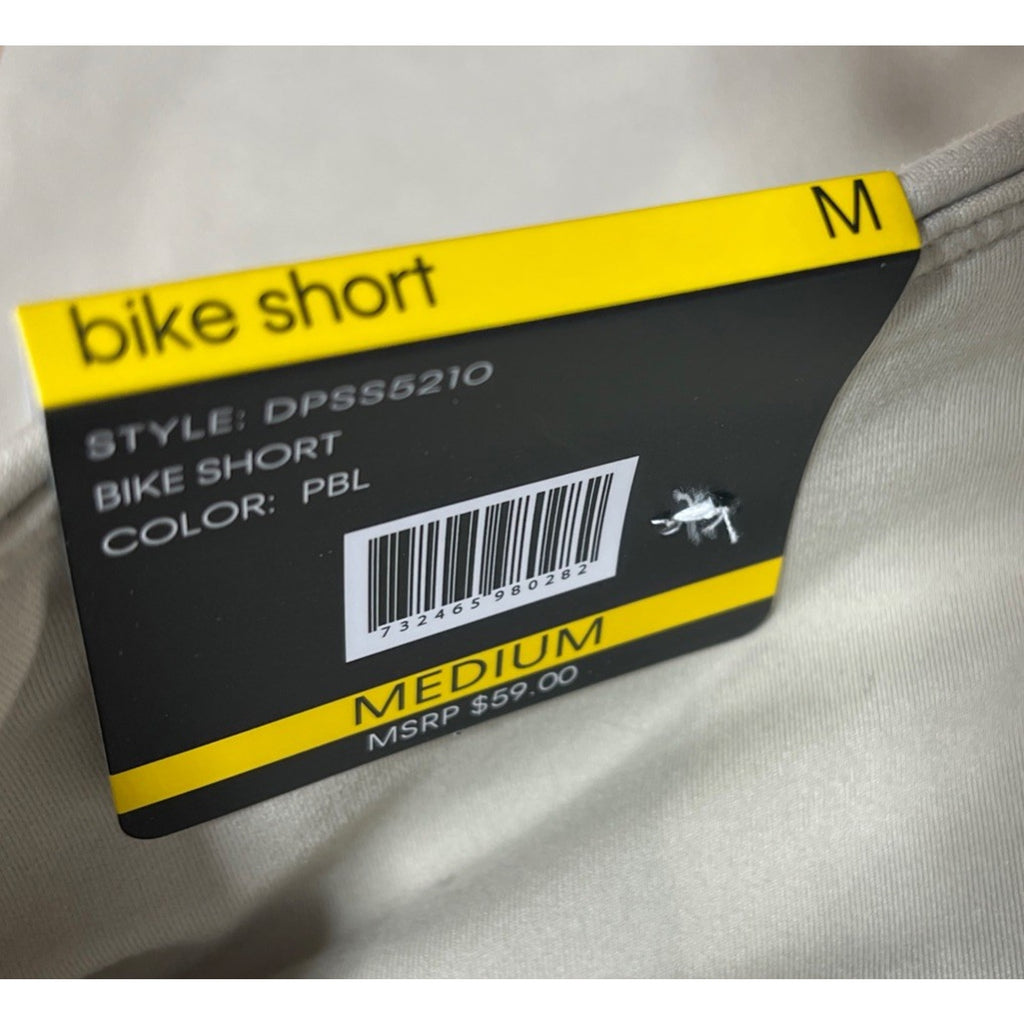 bike short M
STYLE: DPSS5210
BIKE SHORT
COLOR: PBL
732465980282
MEDIUM
MSRP $59.00